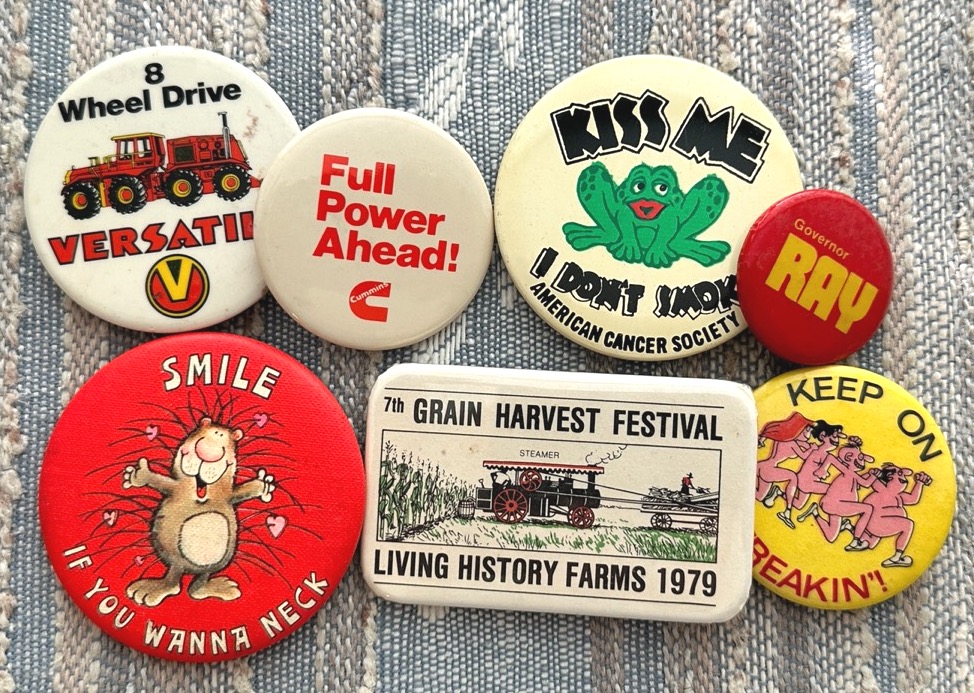 8
Wheel Drive
VERSATIL
V
Full
Power
Ahead!
Cummins
KISS ME
I DON'T SMOK
AMERICAN CANCER SOCIETY
Governor
RAY
SMILE
IF YOU WANNA NECK
7th GRAIN HARVEST FESTIVAL
STEAMER
LIVING HISTORY FARMS 1979
KEEP ON
REAKIN'!